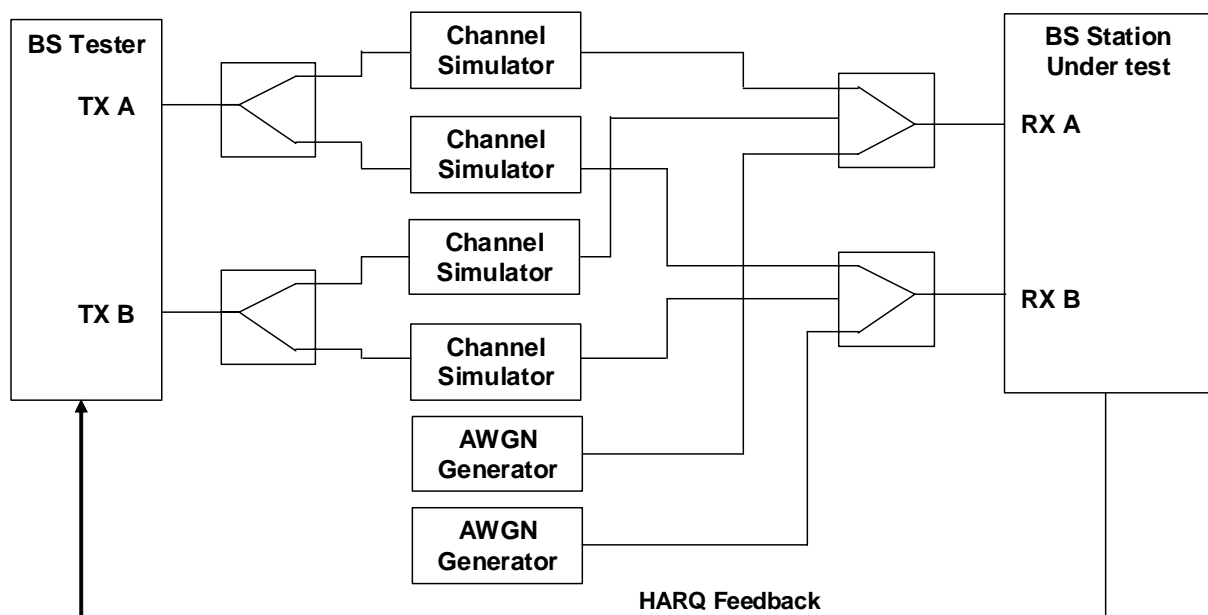 BS Tester
TX A
TX B
Channel
Simulator
Channel
Simulator
Channel
Simulator
Channel
Simulator
AWGN
Generator
AWGN
Generator
BS Station
Under test
RX A
RX B
HARQ Feedback